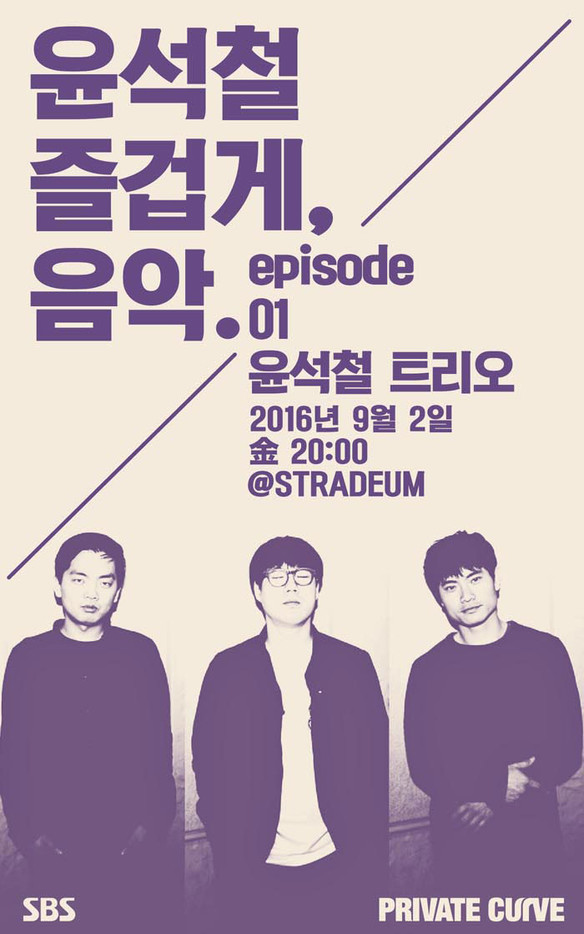 윤석철
즐겁게,
음악.
episode
01
윤석철 트리오
2016년 9월 2일
金 20:00
@STRADEUM
SBS
PRIVATE CURVE